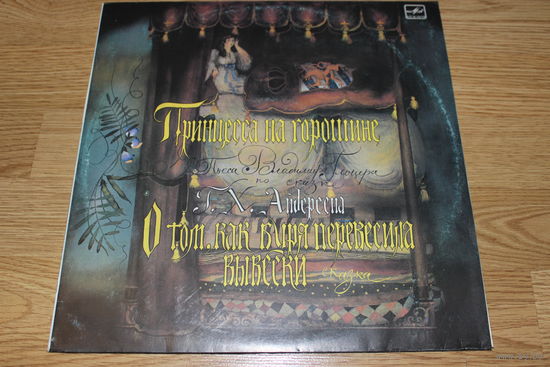 Принцесса на горошине
Пьеса Владимира Глоцера
по сказке
Г. Х. Андерсена
О том, как буря перевесила
вывески сказка